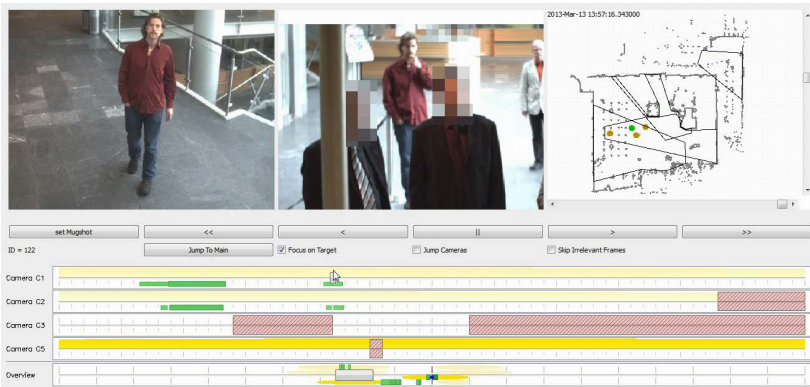 2013-Mar-13 13:57:16.343000
set Mugshot << < || > >>
ID = 122 Jump To Main Focus on Target Jump Cameras Skip Irrelevant Frames
Camera C1
Camera C2
Camera C3
Camera C5
Overview